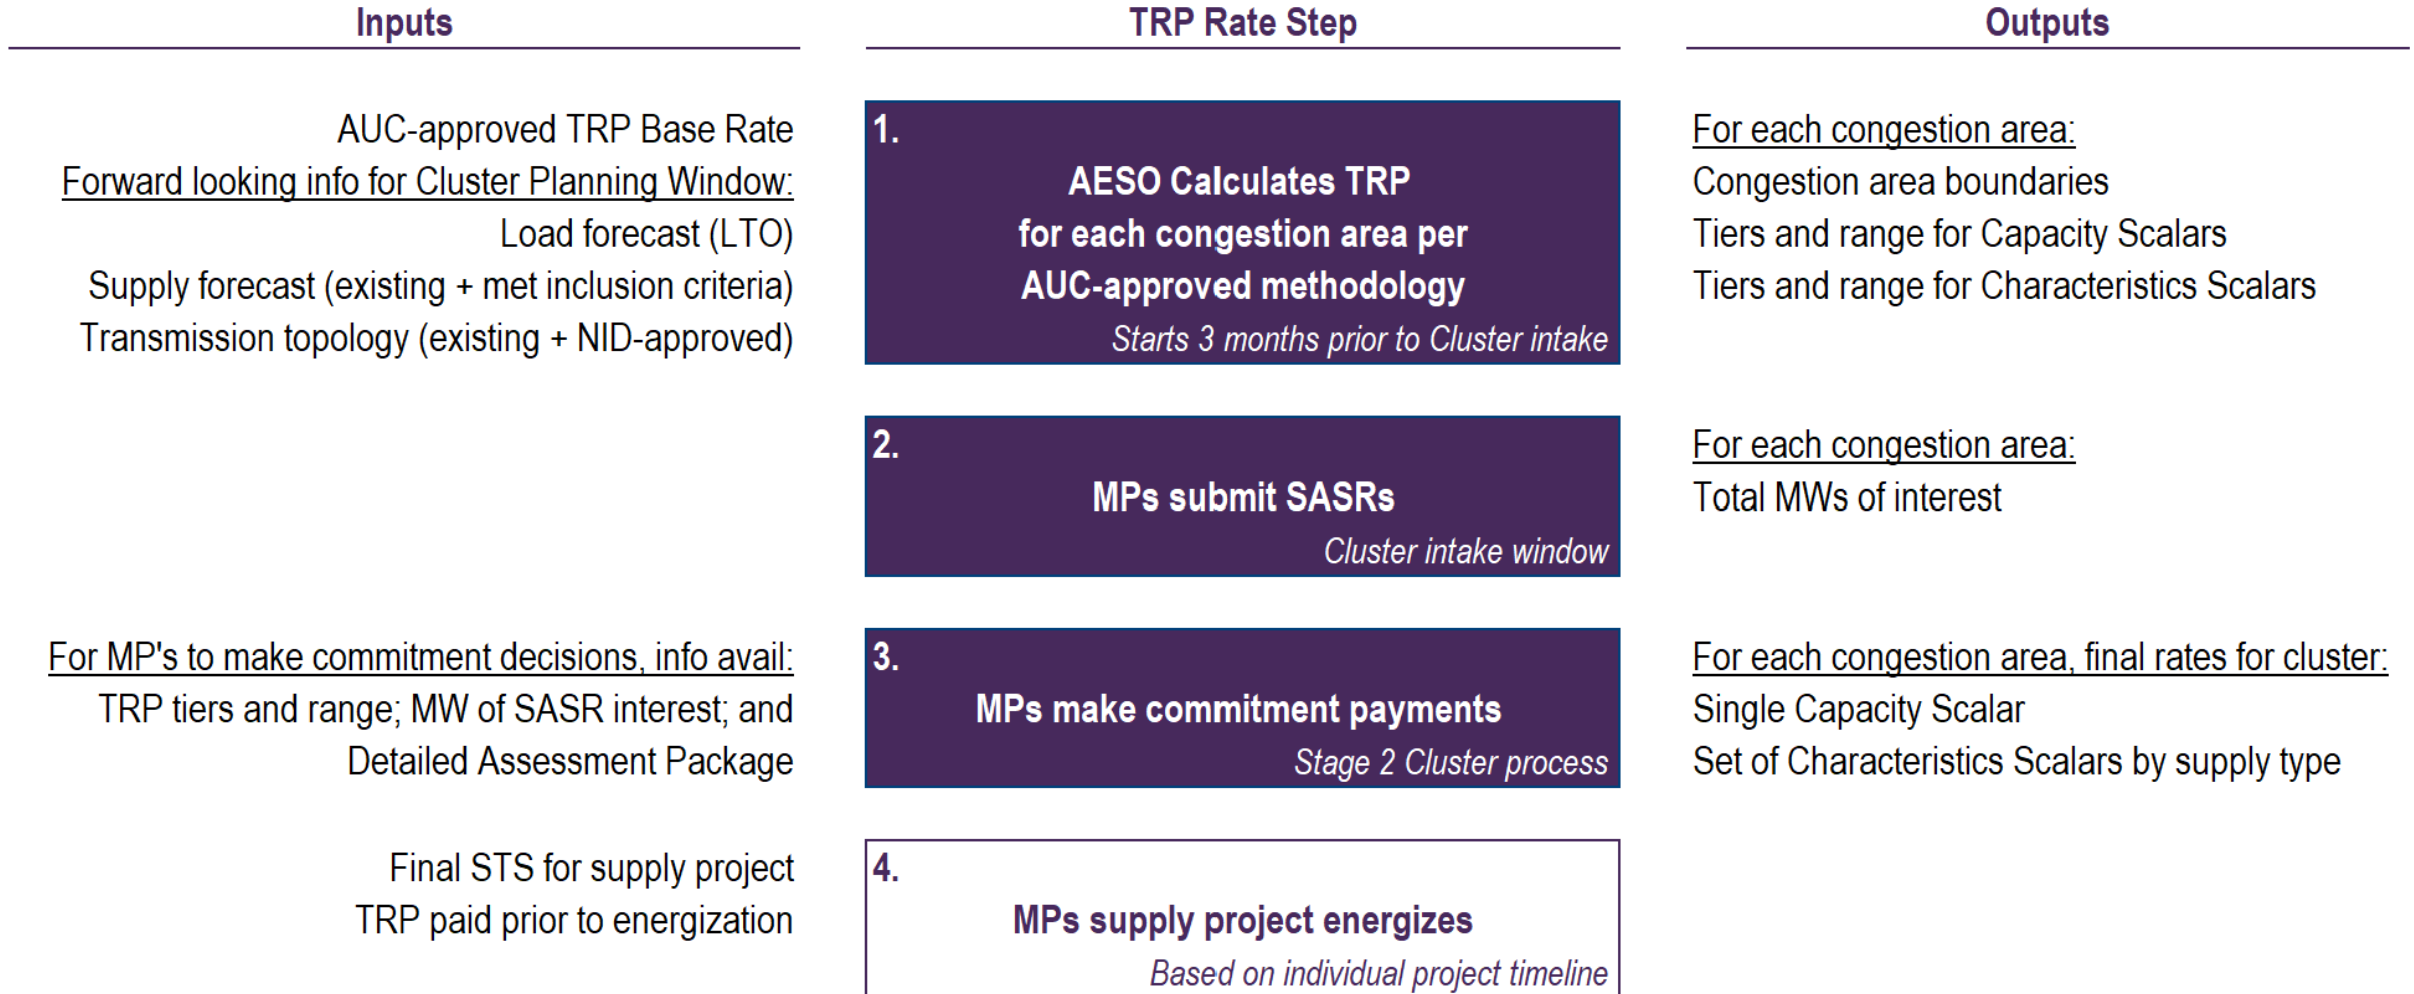 Inputs
TRP Rate Step
Outputs
AUC-approved TRP Base Rate
Forward looking info for Cluster Planning Window:
Load forecast (LTO)
Supply forecast (existing + met inclusion criteria)
Transmission topology (existing + NID-approved)
1.
AESO Calculates TRP
for each congestion area per
AUC-approved methodology
Starts 3 months prior to Cluster intake
For each congestion area:
Congestion area boundaries
Tiers and range for Capacity Scalars
Tiers and range for Characteristics Scalars
2.
MPs submit SASRs
Cluster intake window
For each congestion area:
Total MWs of interest
For MP's to make commitment decisions, info avail:
TRP tiers and range; MW of SASR interest; and
Detailed Assessment Package
3.
MPs make commitment payments
Stage 2 Cluster process
For each congestion area, final rates for cluster:
Single Capacity Scalar
Set of Characteristics Scalars by supply type
Final STS for supply project
TRP paid prior to energization
4.
MPs supply project energizes
Based on individual project timeline